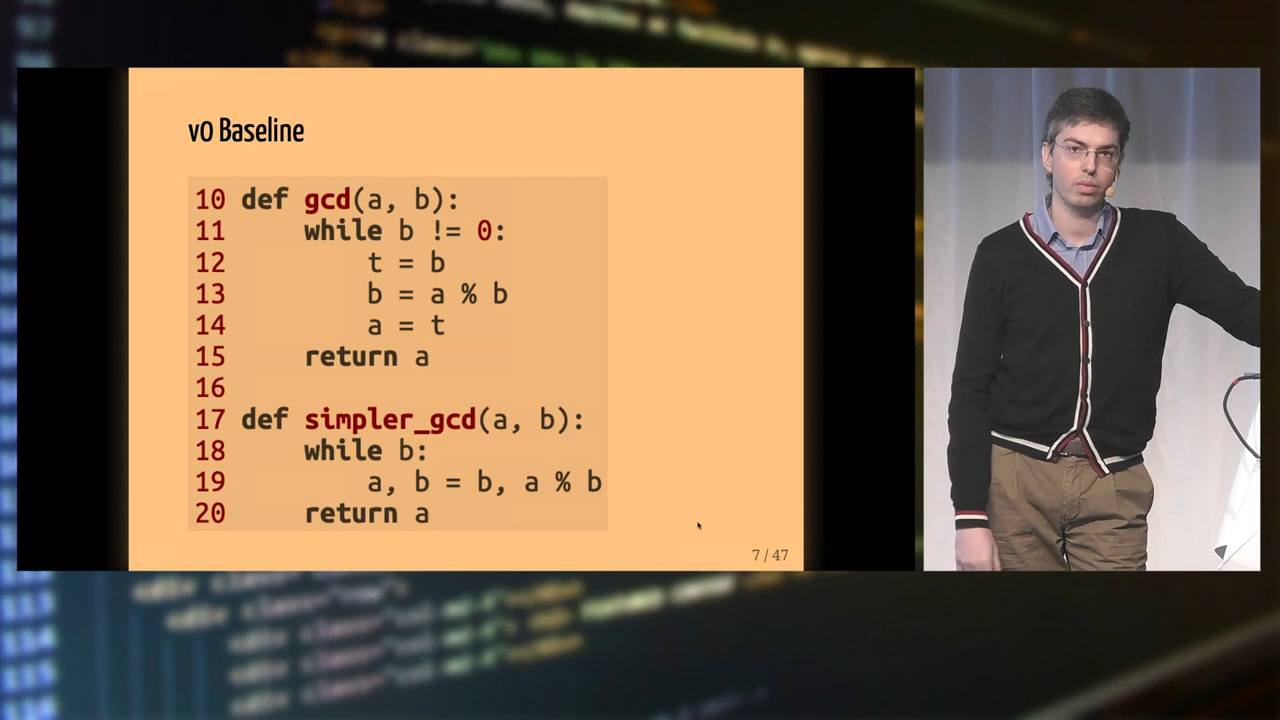 v0 Baseline
10 def gcd(a, b):
11     while b != 0:
12         t = b
13         b = a % b
14         a = t
15     return a
16
17 def simpler_gcd(a, b):
18     while b:
19         a, b = b, a % b
20     return a
7 / 47